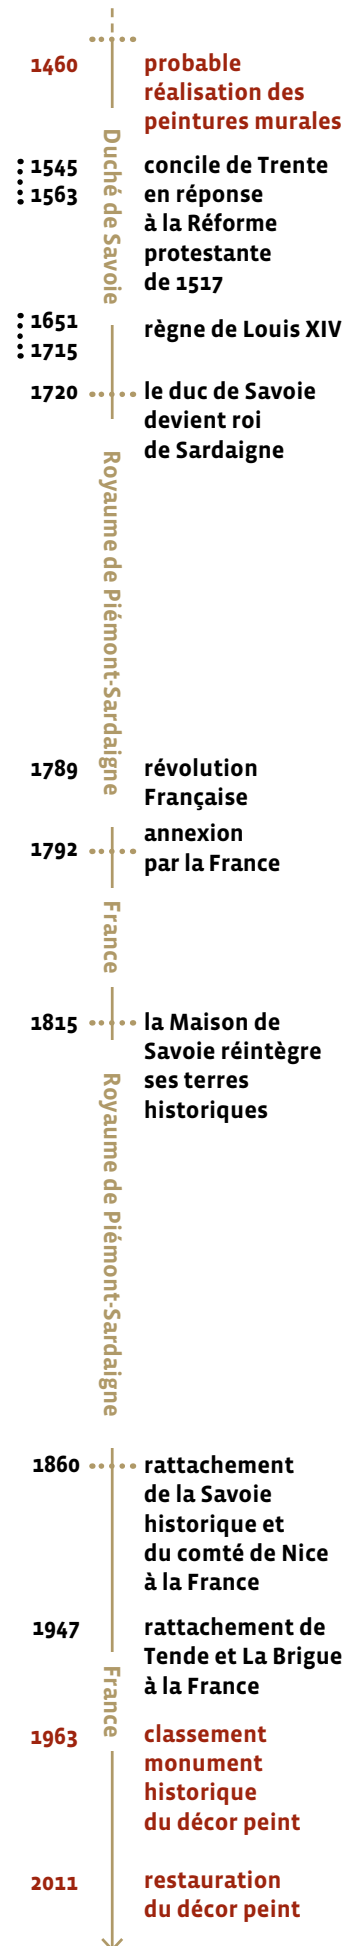 1460 probable
réalisation des
peintures murales
Duché de Savoie
1545 concile de Trente
1563 en réponse
à la Réforme
protestante
de 1517
1651
1715
règne de Louis XIV
1720 le duc de Savoie
devient roi
de Sardaigne
Royaume de Piémont-Sardaigne
1789 révolution
Française
1792
annexion
par la France
France
1815 la Maison de
Savoie réintègre
ses terres
historiques
Royaume de Piémont-Sardaigne
1860 rattachement
de la Savoie
historique et
du comté de Nice
à la France
1947 rattachement de
Tende et La Brigue
à la France
France
1963 classement
monument
historique
du décor peint
2011 restauration
du décor peint